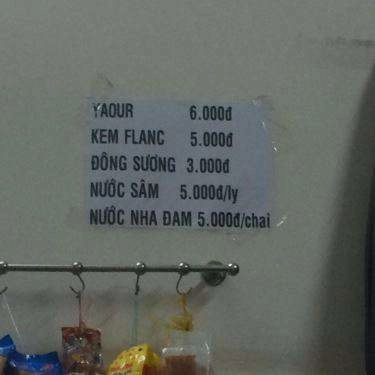 YAOUR 6.000đ
KEM FLANC 5.000đ
ĐÔNG SƯƠNG 3.000đ
NƯỚC SÂM 5.000đ/ly
NƯỚC NHA ĐAM 5.000đ/chai